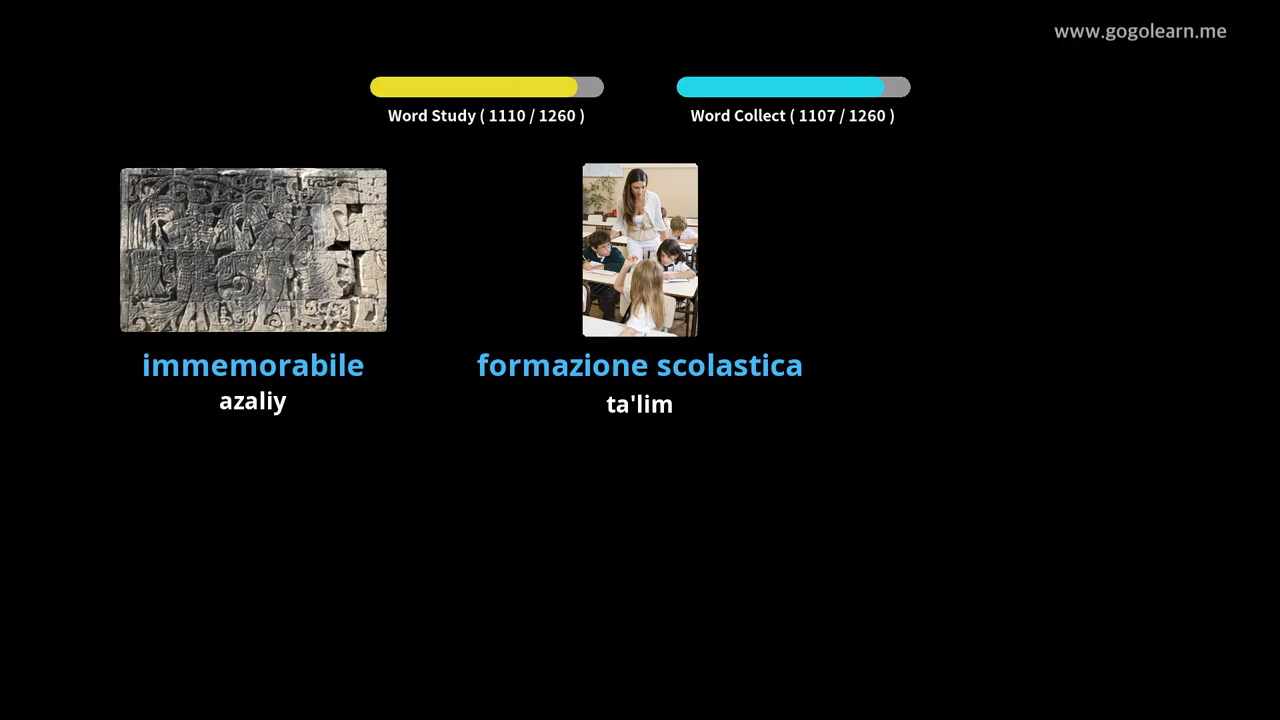 www.gogolearn.me
Word Study ( 1110 / 1260 )
Word Collect ( 1107 / 1260 )
immemorabile
azaliy
formazione scolastica
ta'lim